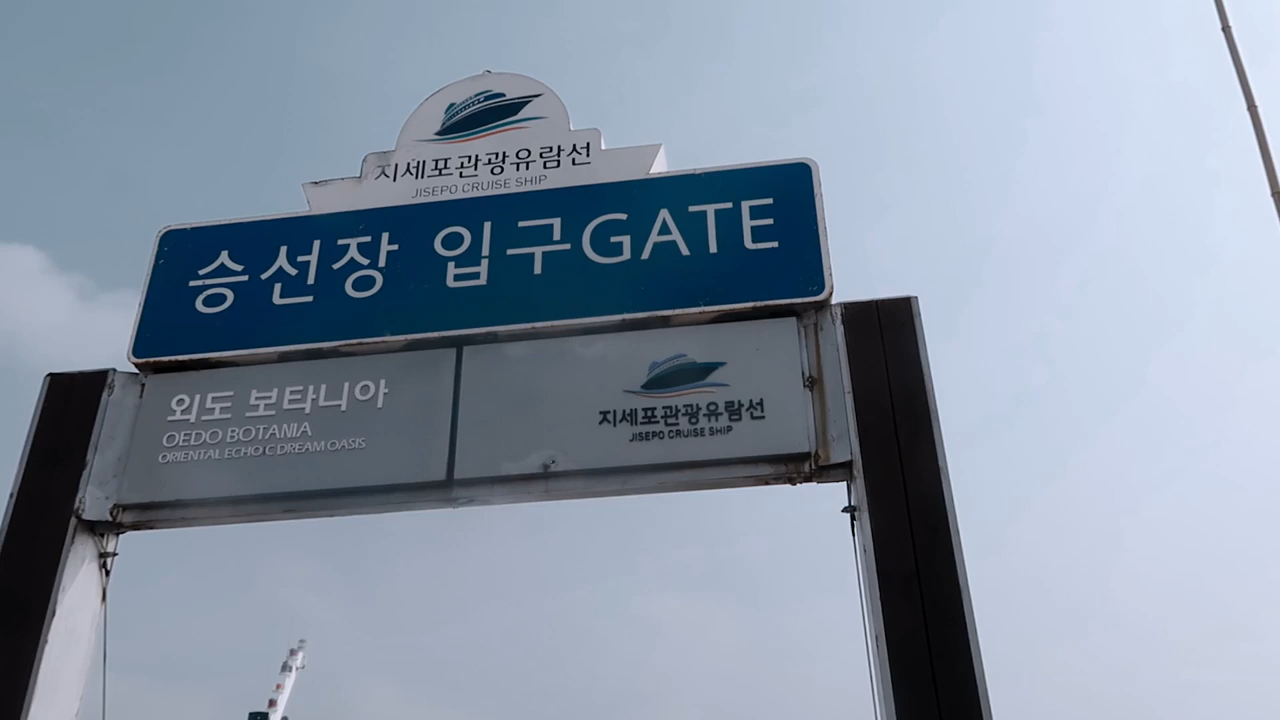 지세포관광유람선
JISEPO CRUISE SHIP
승선장 입구GATE
외도 보타니아
OEDO BOTANIA
ORIENTAL ECHO C DREAM OASIS
지세포관광유람선
JISEPO CRUISE SHIP